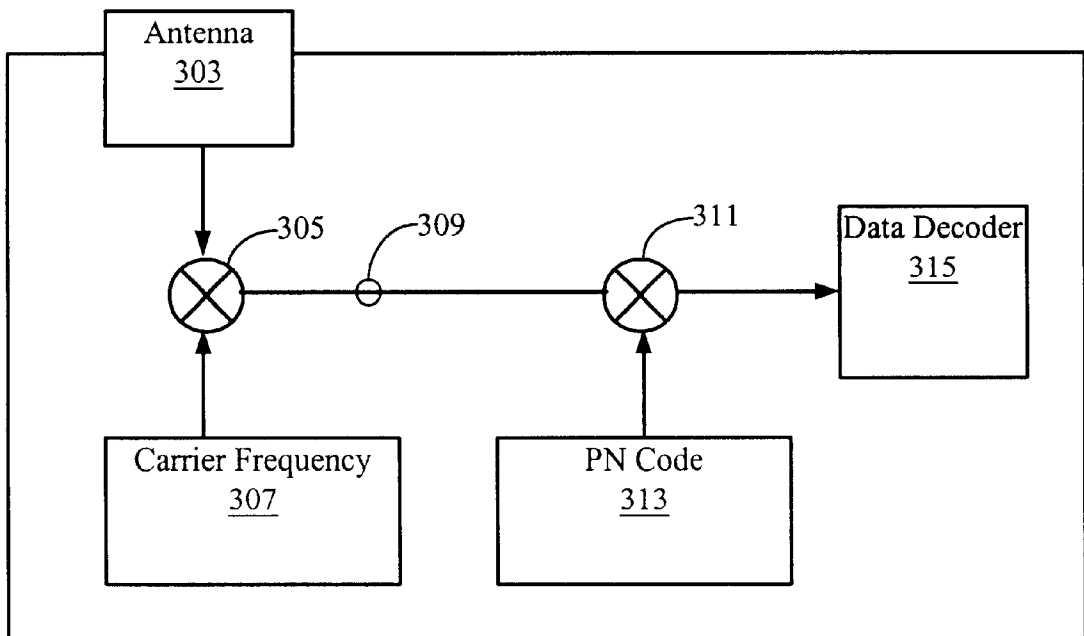 Antenna
303
305
309
311
Data Decoder
315
Carrier Frequency
307
PN Code
313